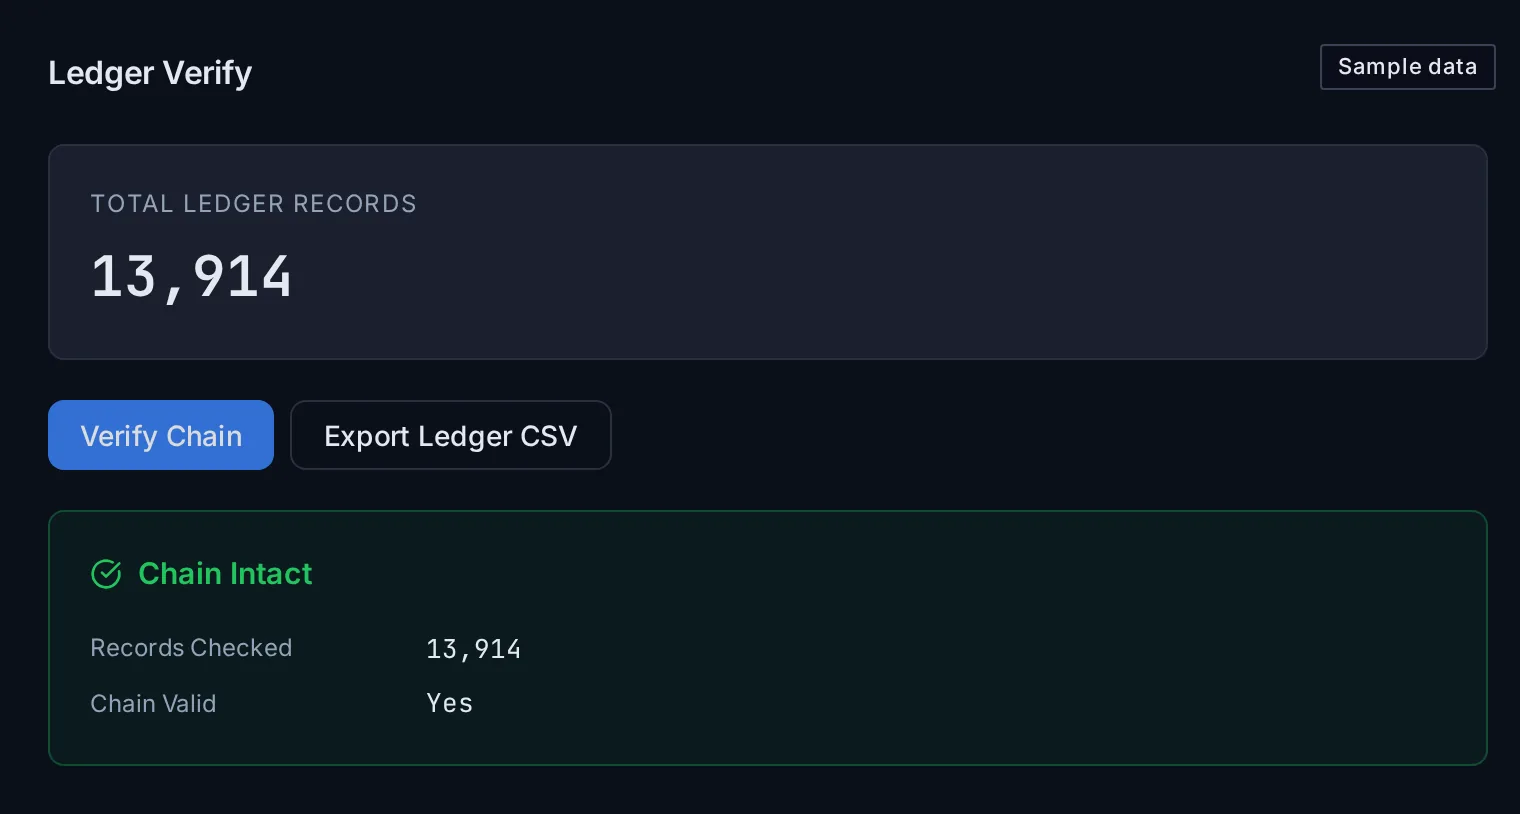 Ledger Verify
Sample data
TOTAL LEDGER RECORDS
13,914
Verify Chain
Export Ledger CSV
Chain Intact
Records Checked 13,914
Chain Valid Yes